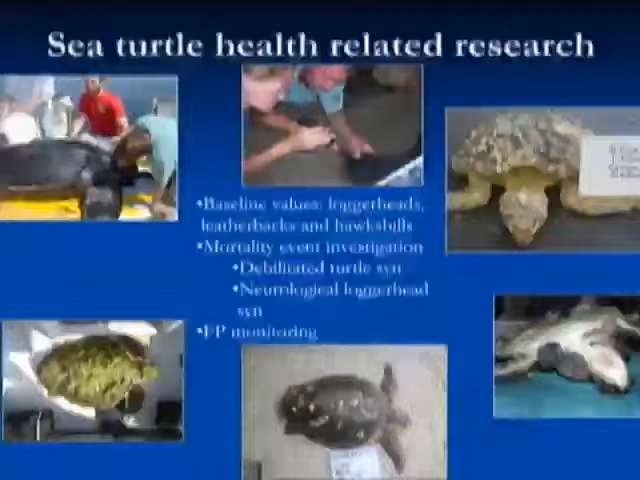 Sea turtle health related research
•Baseline values: loggerheads,
leatherbacks and hawksbills
•Mortality event investigation
•Debilitated turtle syn
•Neurological loggerhead
syn
•FP monitoring